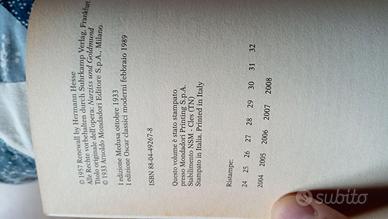 © 1957 Renewall by Hermann Hesse
Alle Rechte vorbehalten durch Suhrkamp Verlag, Frankfurt
Titolo originale dell'opera: Narziss und Goldmund
© 1933 Arnoldo Mondadori Editore S.p.A., Milano
I edizione Medusa ottobre 1933
I edizione Oscar classici moderni febbraio 1989
ISBN 88-04-49267-8
Questo volume è stato stampato
presso Mondadori Printing S.p.A.
Stabilimento NSM - Cles (TN)
Stampato in Italia. Printed in Italy
Ristampe:
24 25 26 27 28 29 30 31 32
2004 2005 2006 2007 2008
subito